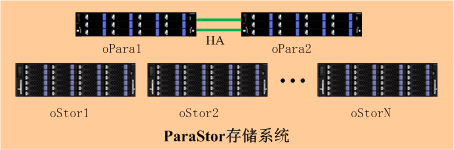 oPara1 HA oPara2
oStor1 oStor2 oStorN
ParaStor存储系统